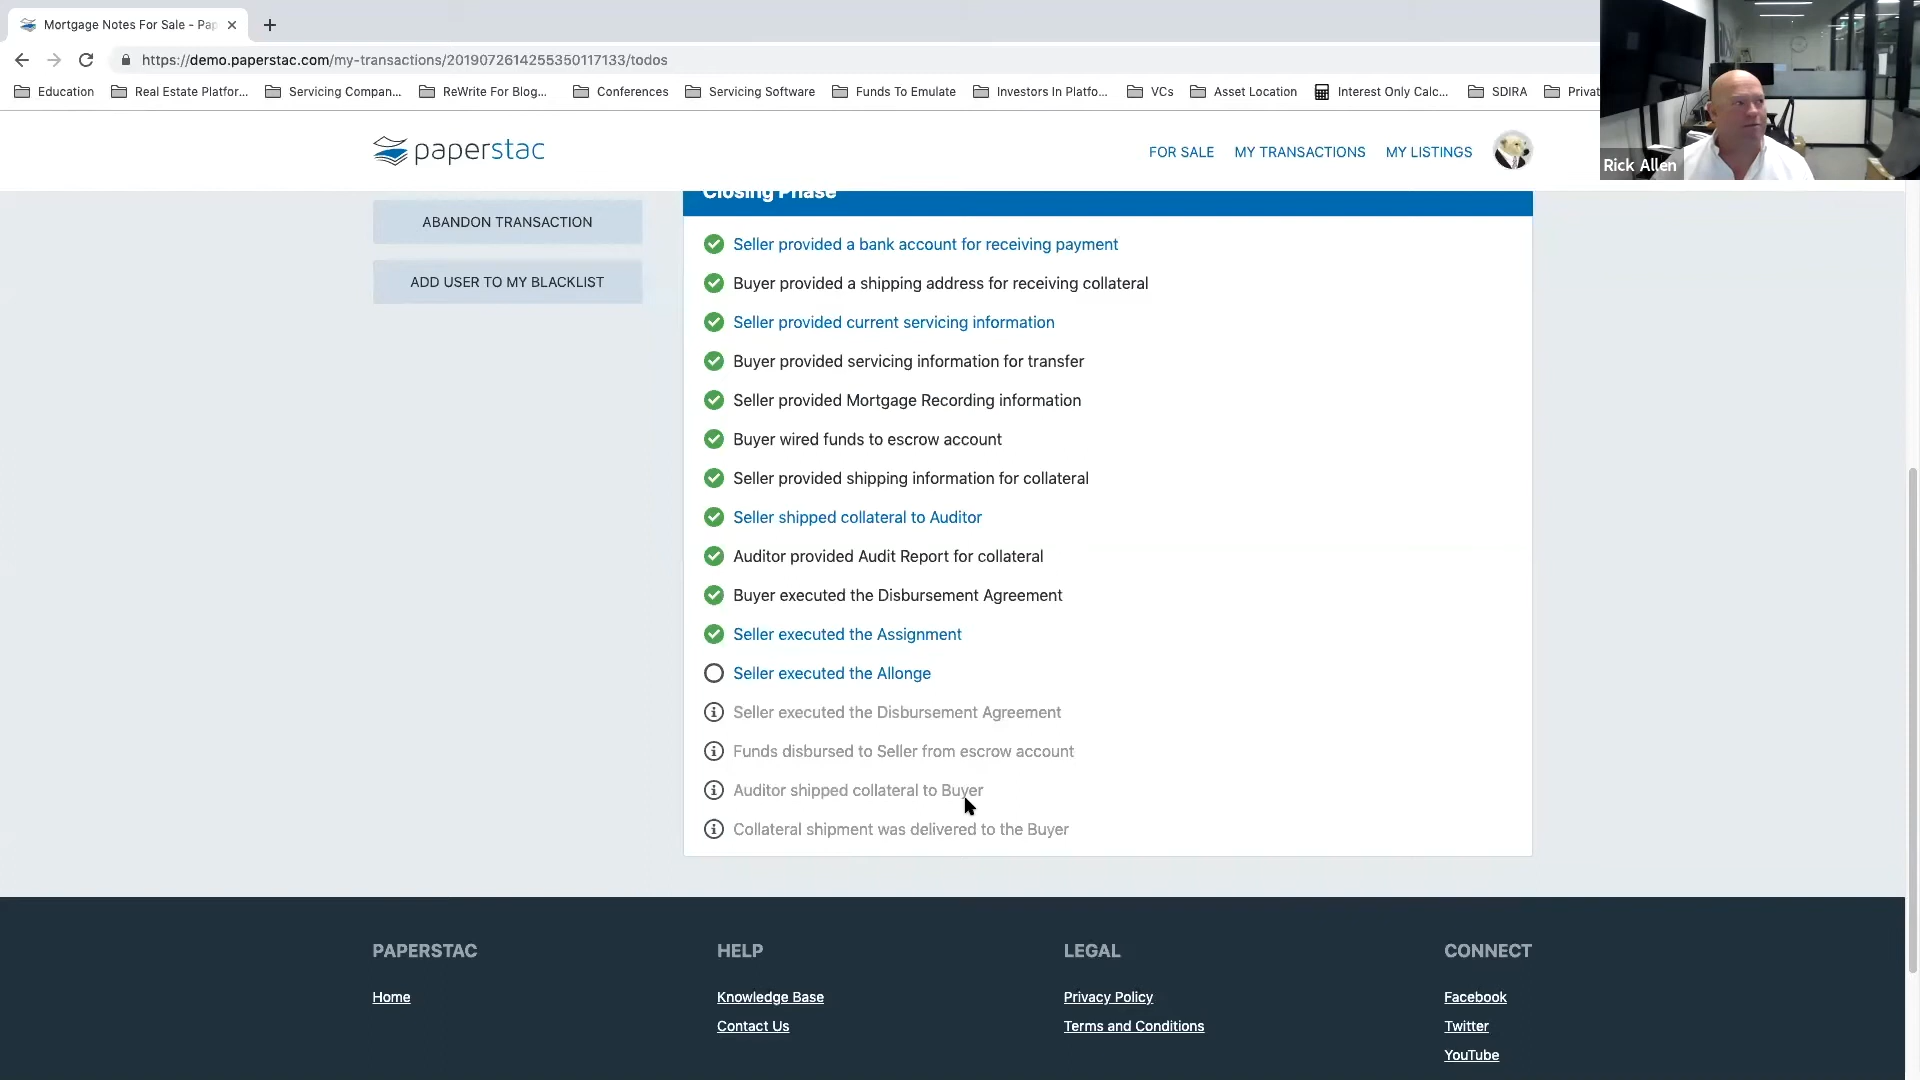 Mortgage Notes For Sale - Pap
https://demo.paperstac.com/my-transactions/2019072614255350117133/todos
Education
Real Estate Platfor...
Servicing Compan...
ReWrite For Blog...
Conferences
Servicing Software
Funds To Emulate
Investors In Platfo...
VCs
Asset Location
Interest Only Calc...
SDIRA
Privat
Rick Allen
paperstac
FOR SALE
MY TRANSACTIONS
MY LISTINGS
ABANDON TRANSACTION
ADD USER TO MY BLACKLIST
Closing Phase
Seller provided a bank account for receiving payment
Buyer provided a shipping address for receiving collateral
Seller provided current servicing information
Buyer provided servicing information for transfer
Seller provided Mortgage Recording information
Buyer wired funds to escrow account
Seller provided shipping information for collateral
Seller shipped collateral to Auditor
Auditor provided Audit Report for collateral
Buyer executed the Disbursement Agreement
Seller executed the Assignment
Seller executed the Allonge
Seller executed the Disbursement Agreement
Funds disbursed to Seller from escrow account
Auditor shipped collateral to Buyer
Collateral shipment was delivered to the Buyer
PAPERSTAC
Home
HELP
Knowledge Base
Contact Us
LEGAL
Privacy Policy
Terms and Conditions
CONNECT
Facebook
Twitter
YouTube